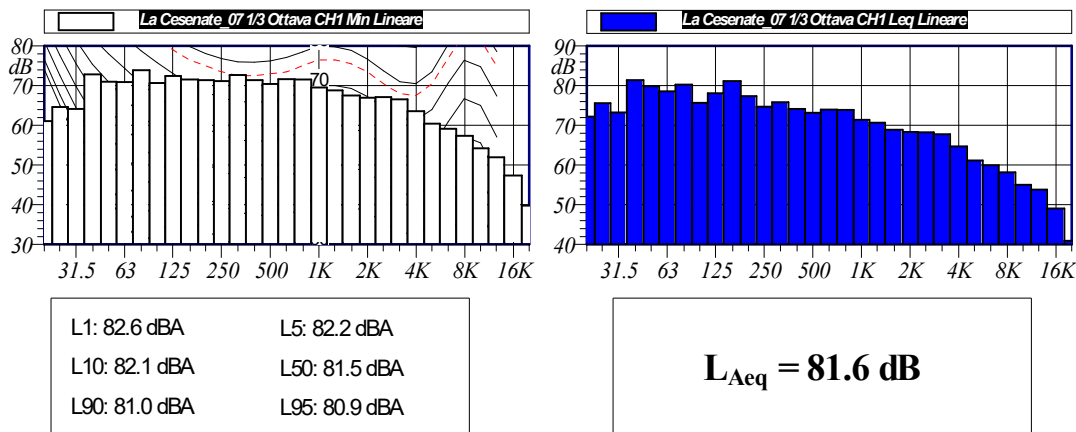 La Cesenate_07 1/3 Ottava CH1 Min Lineare
80
dB
70
60
50
40
30
70
31.5 63 125 250 500 1K 2K 4K 8K 16K
La Cesenate_07 1/3 Ottava CH1 Leq Lineare
90
dB
80
70
60
50
40
31.5 63 125 250 500 1K 2K 4K 8K 16K
L1: 82.6 dBA L5: 82.2 dBA
L10: 82.1 dBA L50: 81.5 dBA
L90: 81.0 dBA L95: 80.9 dBA
LAeq = 81.6 dB